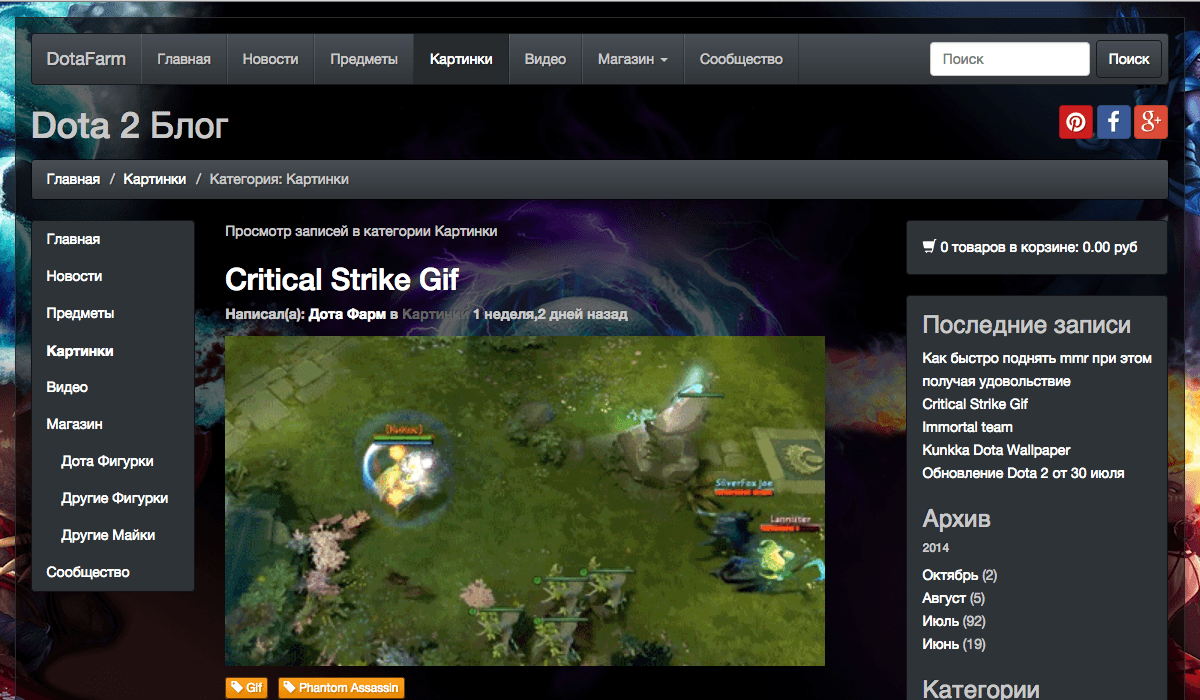 DotaFarm Главная Новости Предметы Картинки Видео Магазин Сообщество Поиск Поиск
Dota 2 Блог
Главная / Картинки / Категория: Картинки
Главная
Новости
Предметы
Картинки
Видео
Магазин
Дота Фигурки
Другие Фигурки
Другие Майки
Сообщество
Просмотр записей в категории Картинки
Critical Strike Gif
Написал(а): Дота Фарм в Картинки 1 неделя,2 дней назад
SilverFox Joe
Lannister
Gif
Phantom Assassin
0 товаров в корзине: 0.00 руб
Последние записи
Как быстро поднять mmr при этом
получая удовольствие
Critical Strike Gif
Immortal team
Kunkka Dota Wallpaper
Обновление Dota 2 от 30 июля
Архив
2014
Октябрь (2)
Август (5)
Июль (92)
Июнь (19)
Категории